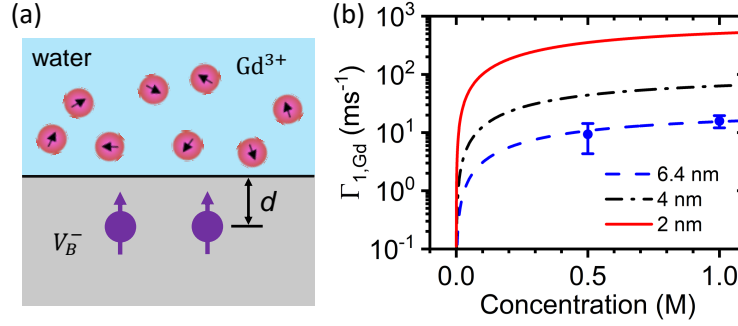 (a)
water
Gd³⁺
d
V_B⁻
(b)
Γ₁,Gd (ms⁻¹)
10³
10²
10¹
10⁰
10⁻¹
6.4 nm
4 nm
2 nm
0.0 0.5 1.0
Concentration (M)